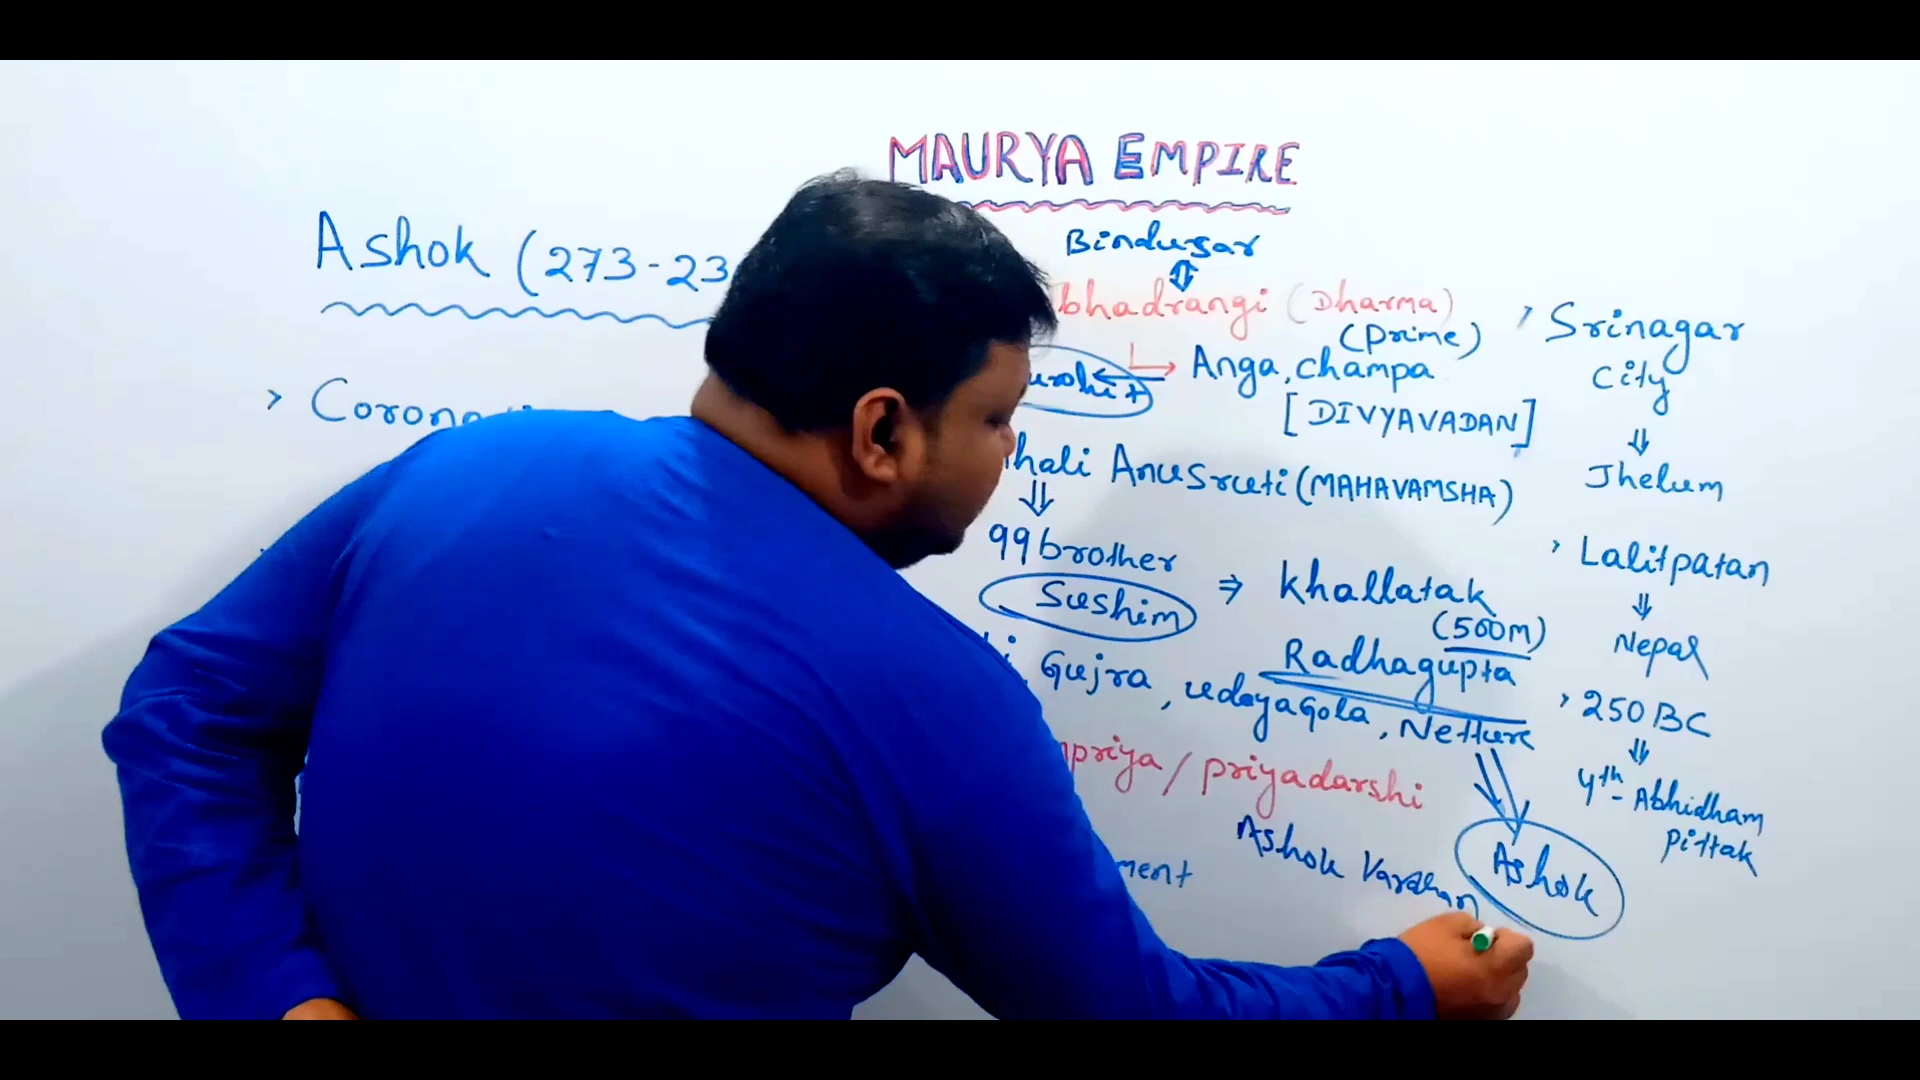 MAURYA EMPIRE
Ashok (273-23
> Corona
Bindusar
⇕
bhadrangi (Dharma)
(Prime)
Anga, Champa
[DIVYAVADAN]
hali Anusruti (MAHAVAMSHA)
⇓
99 brother
Sushim ⇒ Khallatak
(500m)
Radhagupta
Gujra, udayagola, Netture
priya / priyadarshi
Ashok Vardhan
Ashok
ment
> Srinagar
City
⇓
Jhelum
> Lalitpatan
⇓
Nepal
> 250 BC
⇓
4th - Abhidham
Pittak